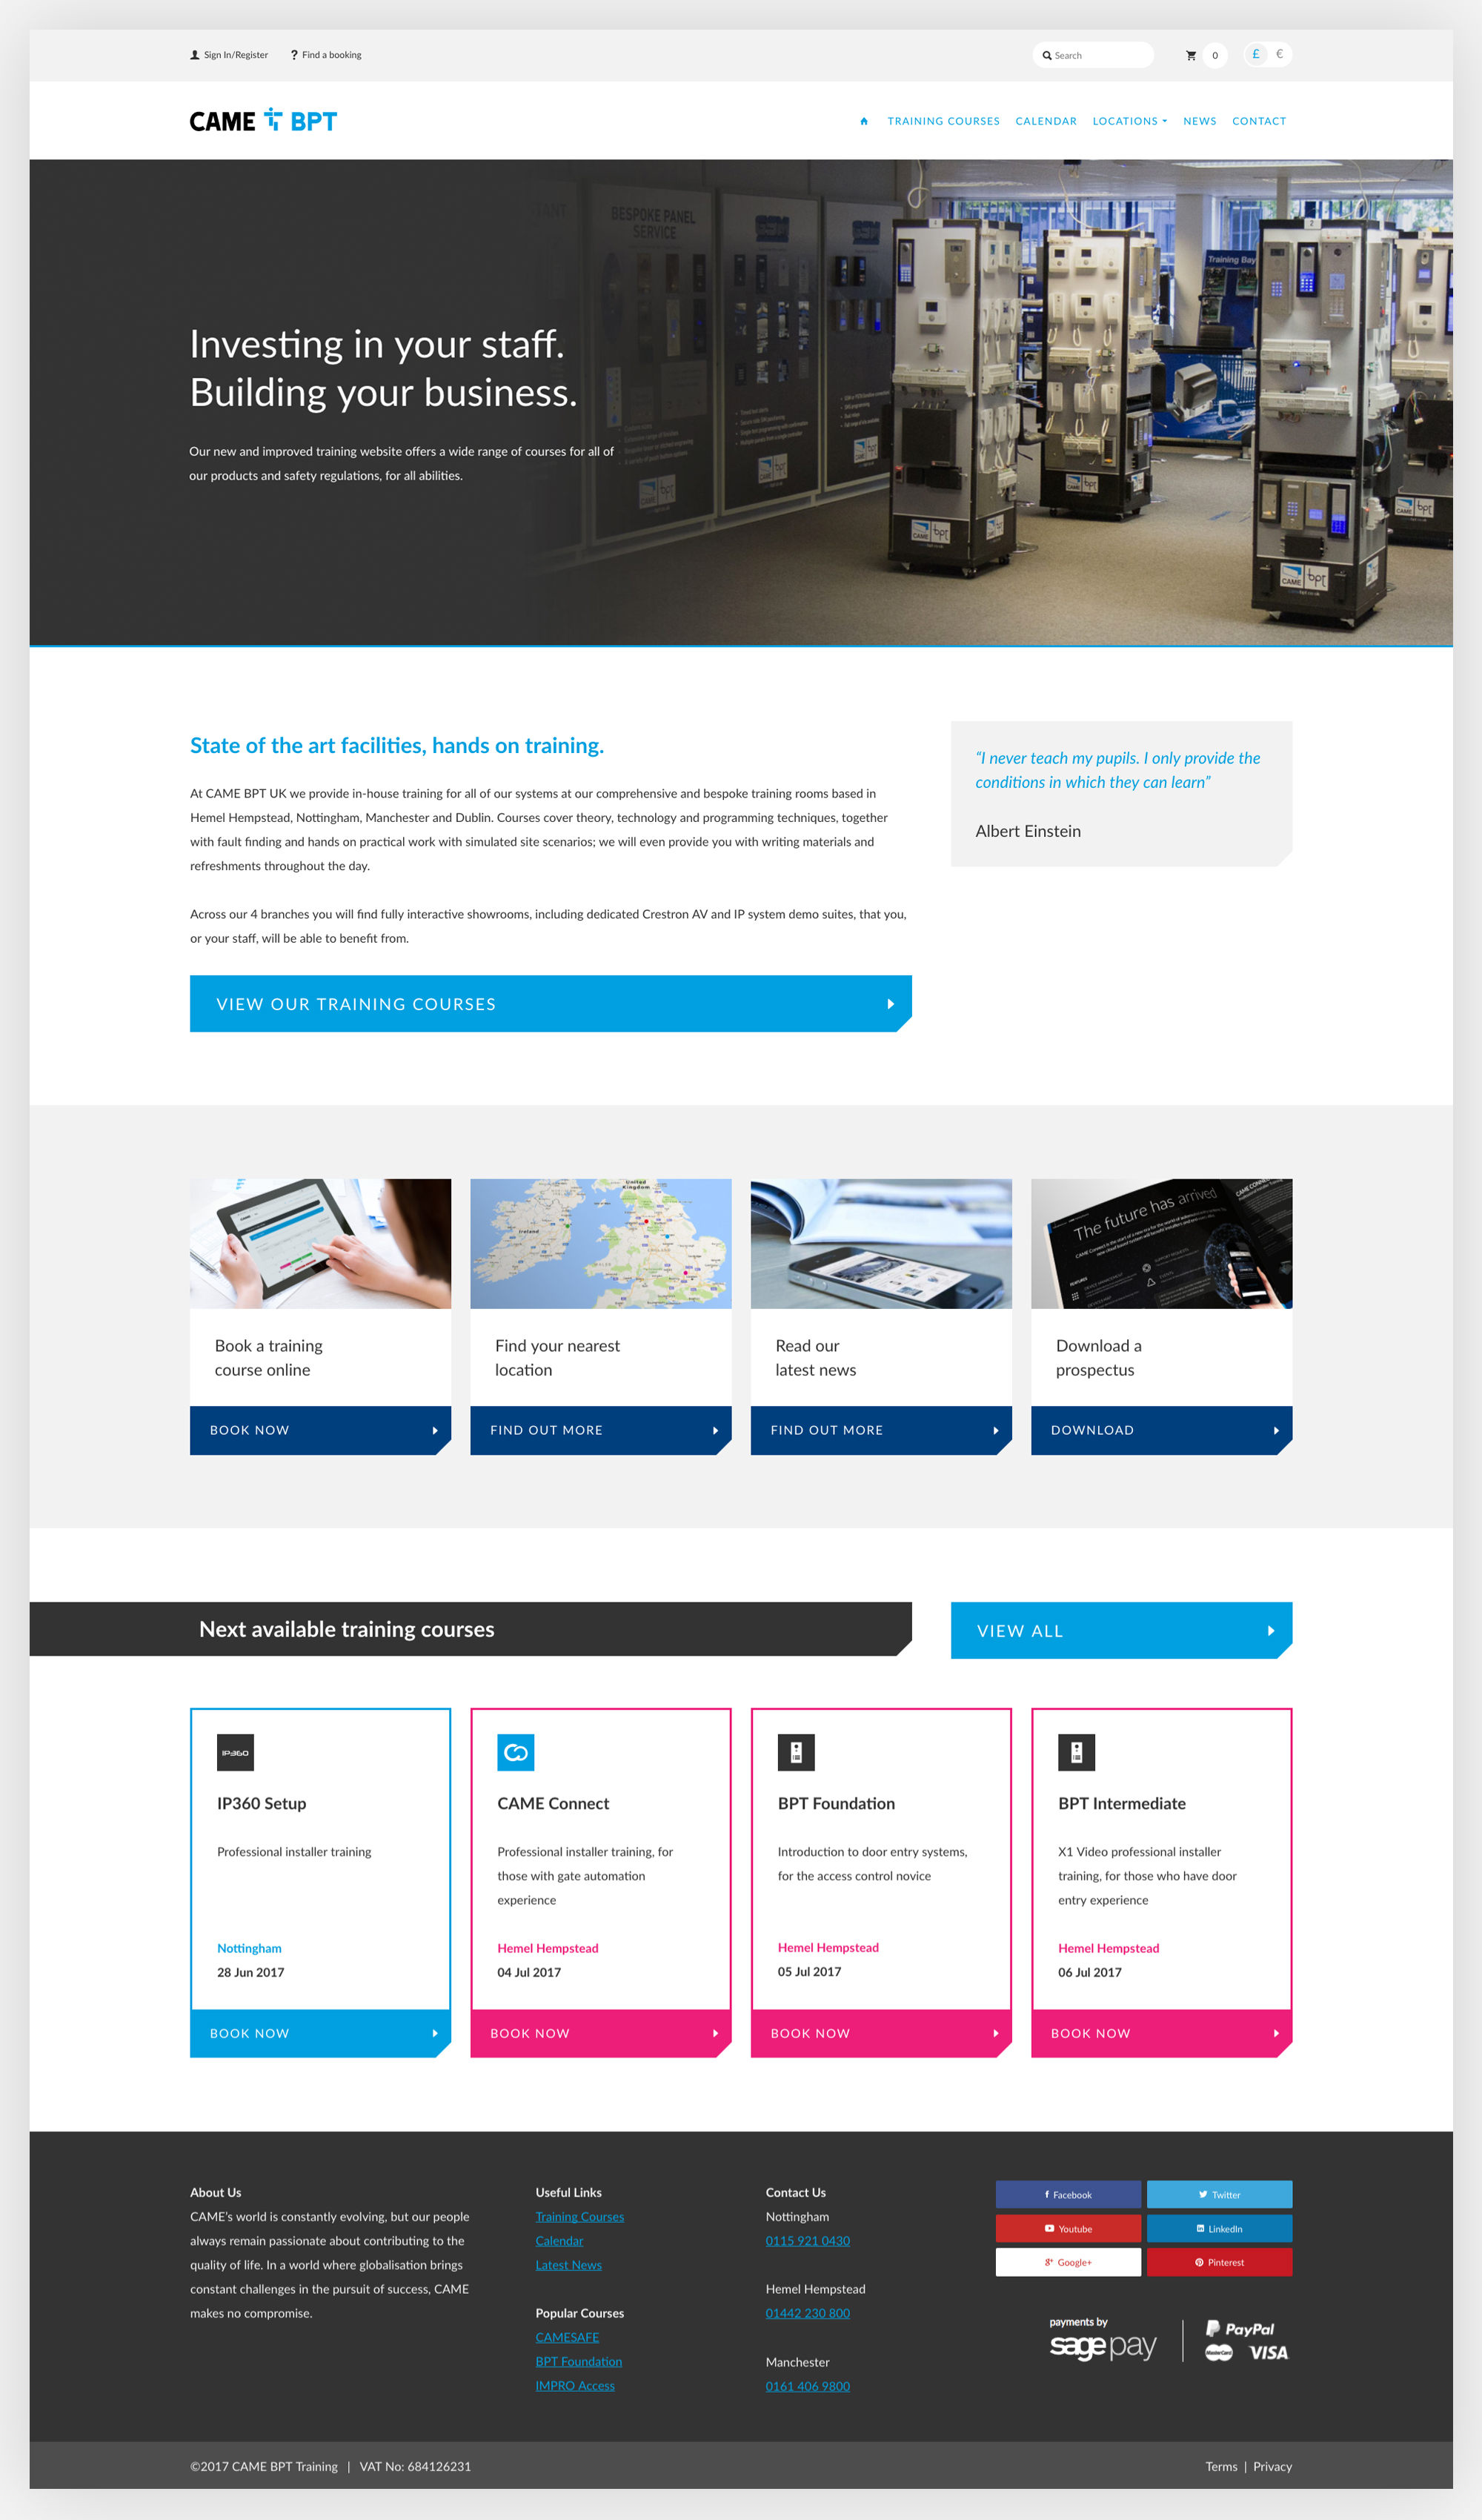 Sign In/Register
Find a booking
Search
0
£
€
CAME BPT
TRAINING COURSES
CALENDAR
LOCATIONS
NEWS
CONTACT
BESPOKE PANEL
SERVICE
Training Bay
CAME bpt
CAME bpt
CAME bpt
Investing in your staff.
Building your business.
Our new and improved training website offers a wide range of courses for all of
our products and safety regulations, for all abilities.
State of the art facilities, hands on training.
At CAME BPT UK we provide in-house training for all of our systems at our comprehensive and bespoke training rooms based in
Hemel Hempstead, Nottingham, Manchester and Dublin. Courses cover theory, technology and programming techniques, together
with fault finding and hands on practical work with simulated site scenarios; we will even provide you with writing materials and
refreshments throughout the day.
Across our 4 branches you will find fully interactive showrooms, including dedicated Crestron AV and IP system demo suites, that you,
or your staff, will be able to benefit from.
VIEW OUR TRAINING COURSES
“I never teach my pupils. I only provide the
conditions in which they can learn”
Albert Einstein
United
Kingdom
Ireland
ENGLAND
The future has arrived
Book a training
course online
BOOK NOW
Find your nearest
location
FIND OUT MORE
Read our
latest news
FIND OUT MORE
Download a
prospectus
DOWNLOAD
Next available training courses
VIEW ALL
IP360
IP360 Setup
Professional installer training
Nottingham
28 Jun 2017
BOOK NOW
CAME Connect
Professional installer training, for
those with gate automation
experience
Hemel Hempstead
04 Jul 2017
BOOK NOW
BPT Foundation
Introduction to door entry systems,
for the access control novice
Hemel Hempstead
05 Jul 2017
BOOK NOW
BPT Intermediate
X1 Video professional installer
training, for those who have door
entry experience
Hemel Hempstead
06 Jul 2017
BOOK NOW
About Us
CAME's world is constantly evolving, but our people
always remain passionate about contributing to the
quality of life. In a world where globalisation brings
constant challenges in the pursuit of success, CAME
makes no compromise.
Useful Links
Training Courses
Calendar
Latest News
Popular Courses
CAMESAFE
BPT Foundation
IMPRO Access
Contact Us
Nottingham
0115 921 0430
Hemel Hempstead
01442 230 800
Manchester
0161 406 9800
Facebook
Twitter
Youtube
LinkedIn
Google+
Pinterest
payments by
sage pay
PayPal
MasterCard
VISA
©2017 CAME BPT Training | VAT No: 684126231
Terms | Privacy